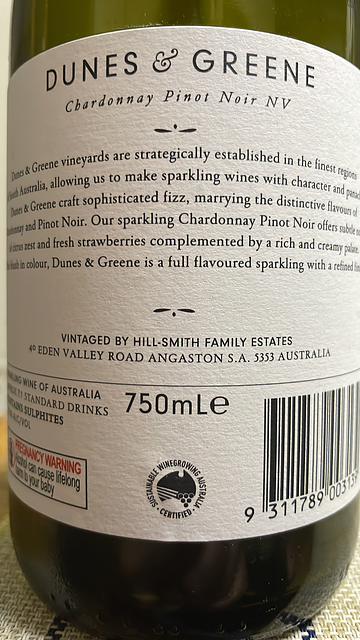 DUNES & GREENE
Chardonnay Pinot Noir NV
Dunes & Greene vineyards are strategically established in the finest regions
South Australia, allowing us to make sparkling wines with character and
Dunes & Greene craft sophisticated fizz, marrying the distinctive flavours
and Pinot Noir. Our sparkling Chardonnay Pinot Noir offers subtle
citrus zest and fresh strawberries complemented by a rich and creamy palate.
in colour, Dunes & Greene is a full flavoured sparkling with a refined
VINTAGED BY HILL-SMITH FAMILY ESTATES
40 EDEN VALLEY ROAD ANGASTON S.A. 5353 AUSTRALIA
WINE OF AUSTRALIA
STANDARD DRINKS
SULPHITES
750mLe
PREGNANCY WARNING
Alcohol can cause lifelong
harm to your baby
SUSTAINABLE WINEGROWING AUSTRALIA
CERTIFIED
9 311789